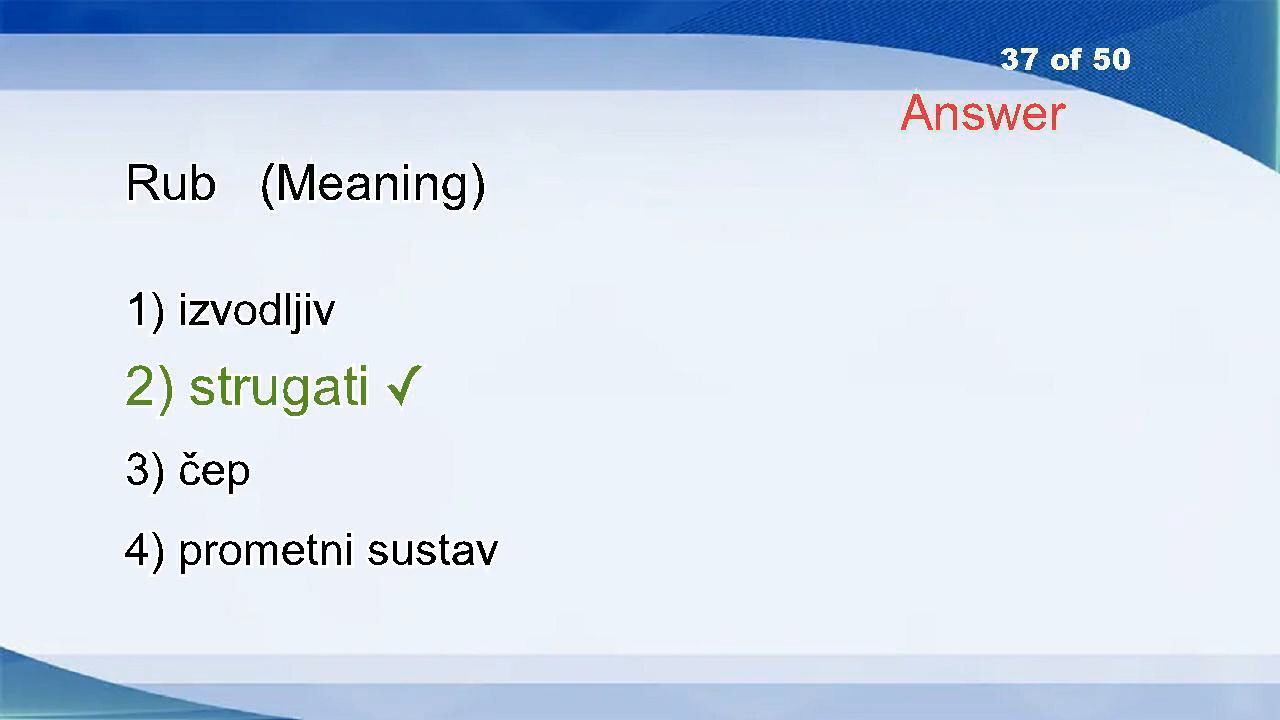 37 of 50
Answer
Rub (Meaning)
1) izvodljiv
2) strugati ✓
3) čep
4) prometni sustav